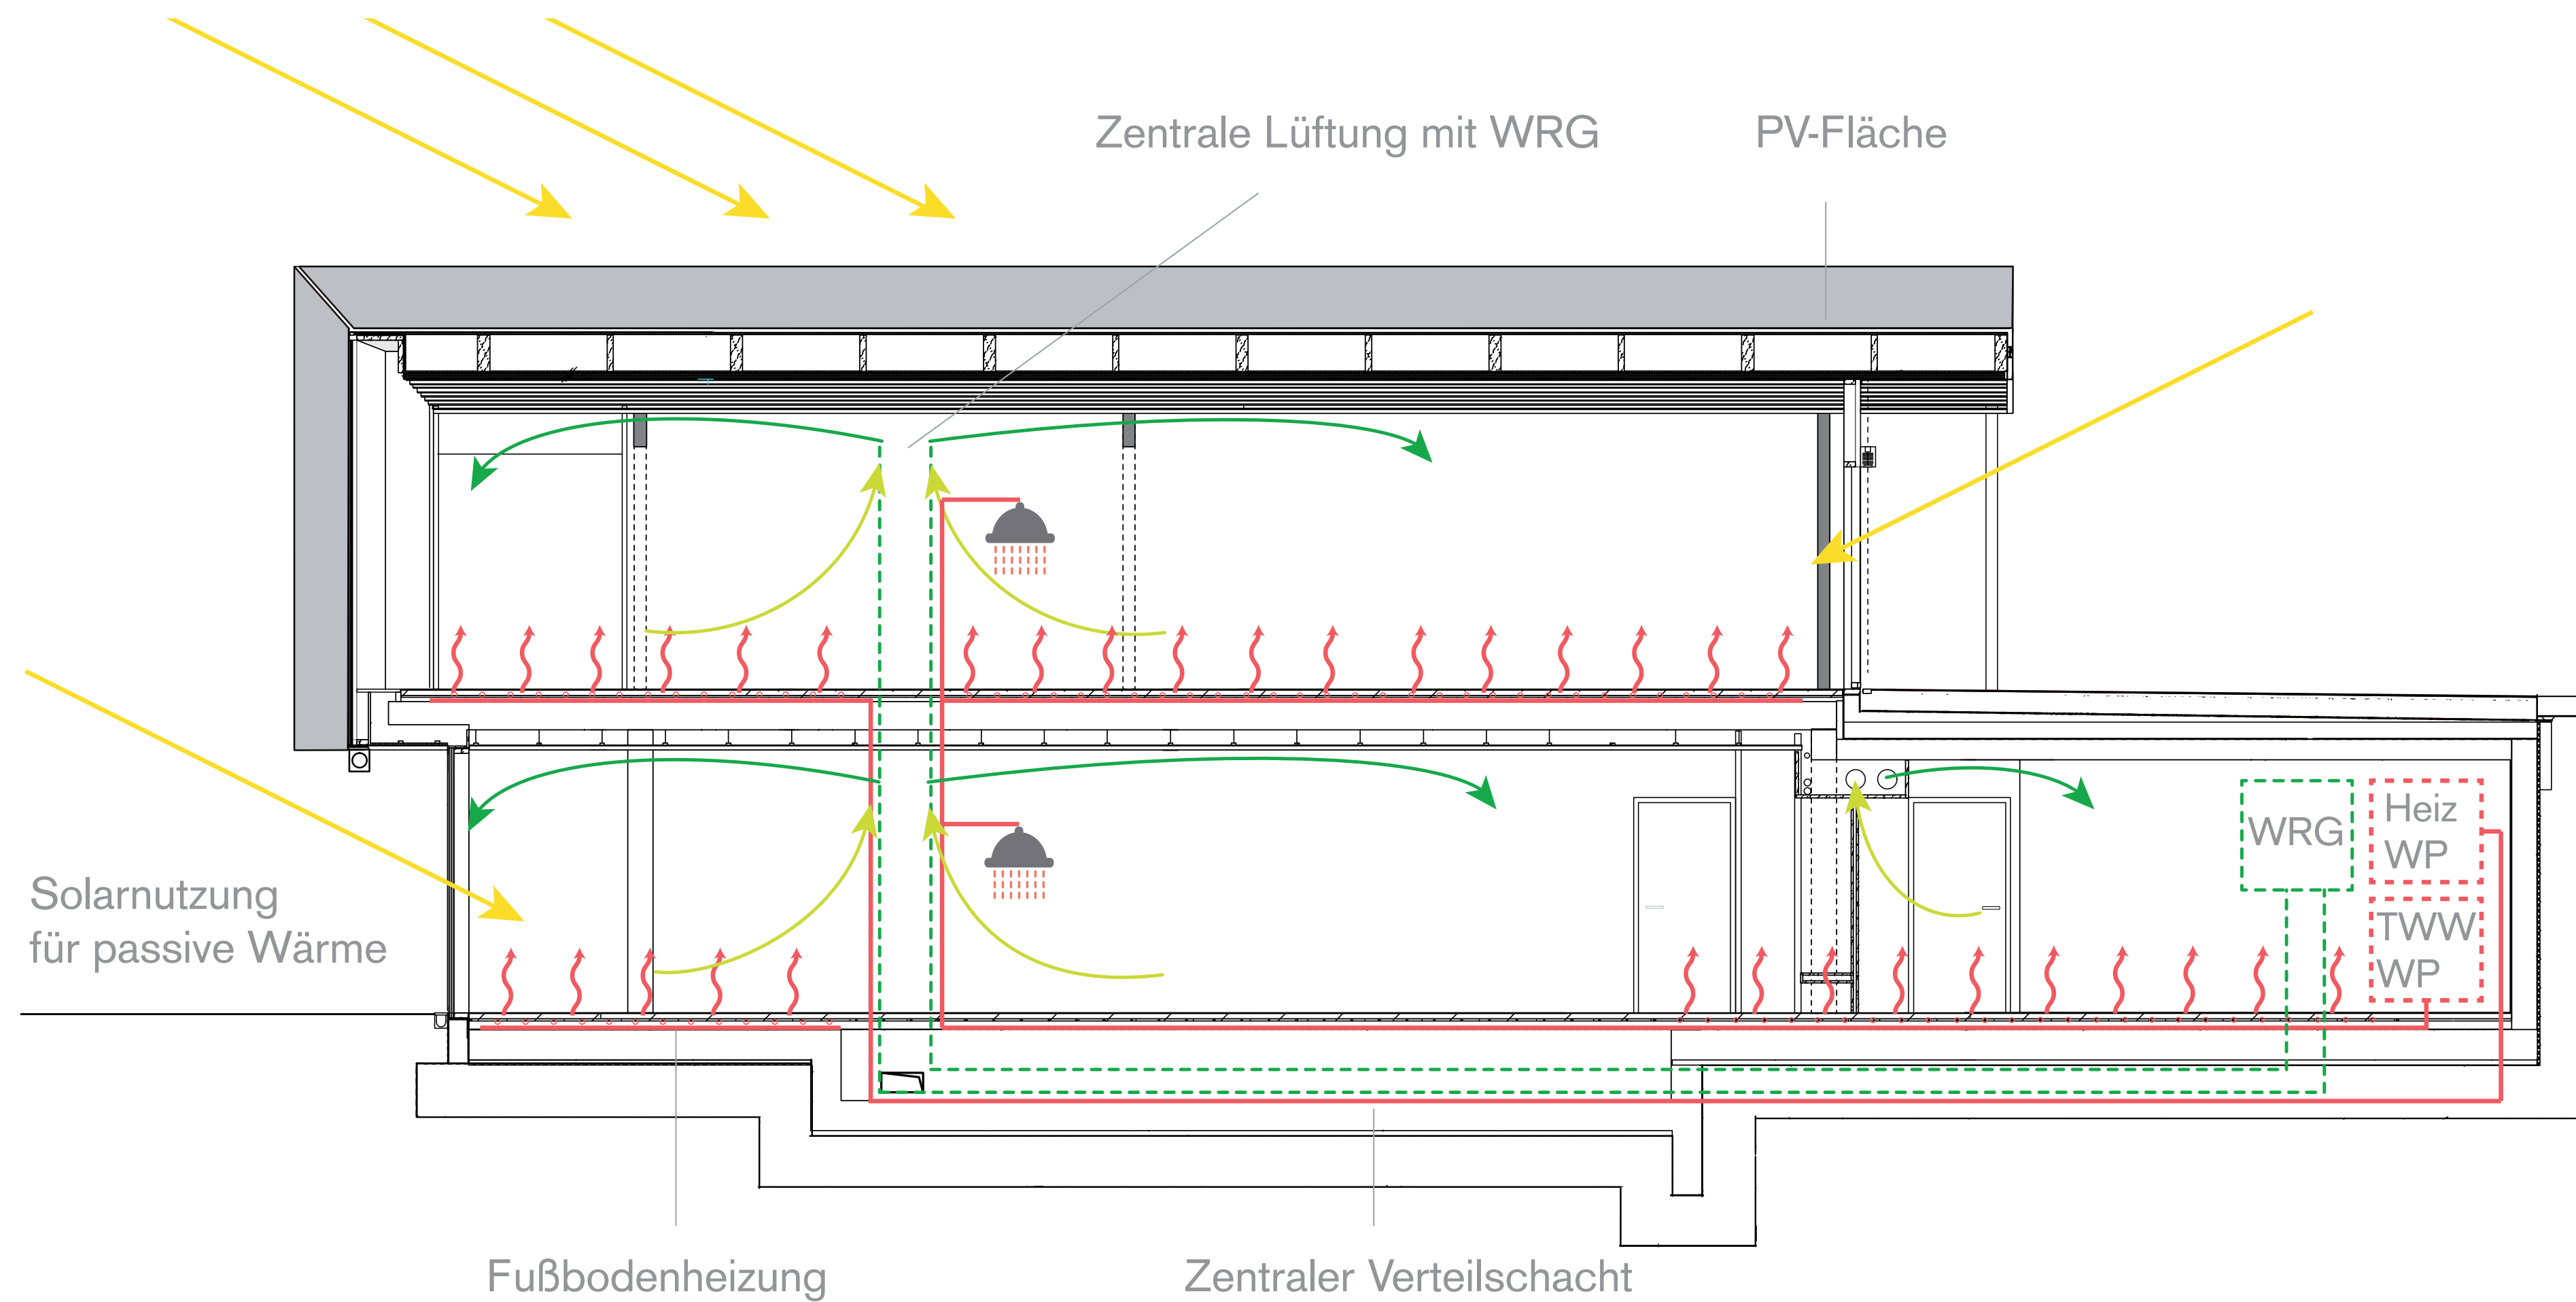 Zentrale Lüftung mit WRG
PV-Fläche
WRG
Heiz
WP
TWW
WP
Solarnutzung
für passive Wärme
Fußbodenheizung
Zentraler Verteilschacht